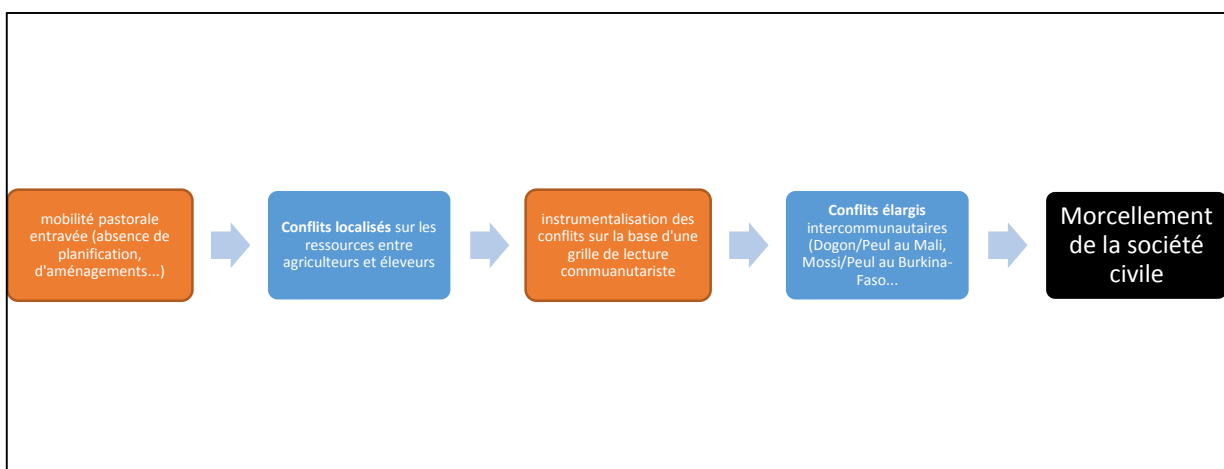 mobilité pastorale
entravée (absence de
planification,
d'aménagements...)
Conflits localisés sur les
ressources entre
agriculteurs et éleveurs
instrumentalisation des
conflits sur la base d'une
grille de lecture
commuanutariste
Conflits élargis
intercommunautaires
(Dogon/Peul au Mali,
Mossi/Peul au Burkina-
Faso...
Morcellement
de la société
civile